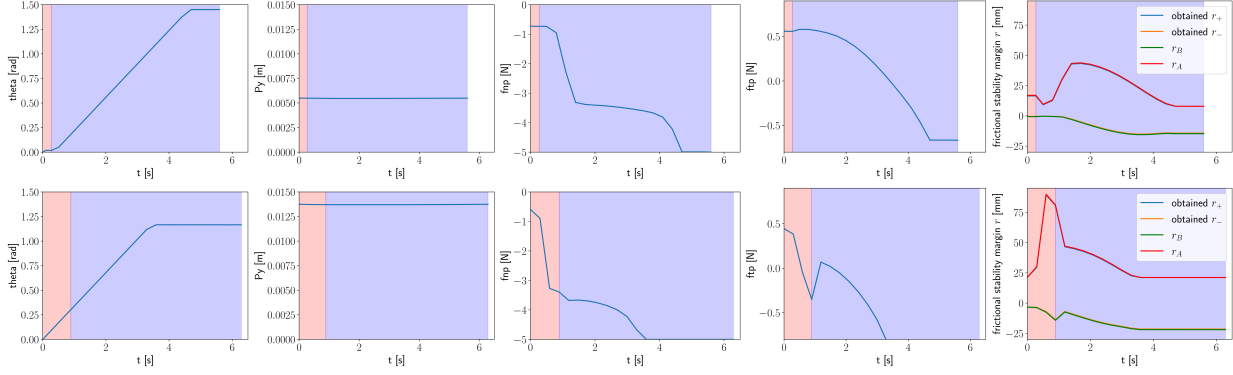 1.50
1.25
1.00
0.75
0.50
0.25
0.00
theta [rad]
0 2 4 6
t [s]
0.015
0.0125
0.0100
0.0075
0.0050
0.0025
0.000
Py [m]
0 2 4 6
t [s]
0
−1
−2
−3
−4
−5
fnp [N]
0 2 4 6
t [s]
0.5
0.0
−0.5
ftp [N]
0 2 4 6
t [s]
75
50
25
0
−25
frictional stability margin r [mm]
obtained r₊
obtained r₋
r_B
r_A
0 2 4 6
t [s]
1.50
1.25
1.00
0.75
0.50
0.25
0.00
theta [rad]
0 2 4 6
t [s]
0.0150
0.0125
0.0100
0.0075
0.0050
0.0025
0.0000
Py [m]
0 2 4 6
t [s]
0
−1
−2
−3
−4
−5
fnp [N]
0 2 4 6
t [s]
0.5
0.0
−0.5
ftp [N]
0 2 4 6
t [s]
75
50
25
0
−25
frictional stability margin r [mm]
obtained r₊
obtained r₋
r_B
r_A
0 2 4 6
t [s]